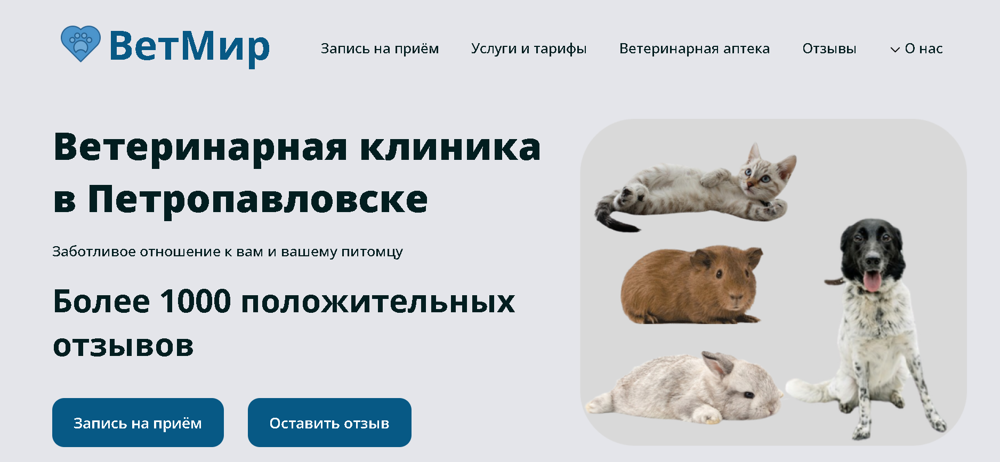 ВетМир
Запись на приём
Услуги и тарифы
Ветеринарная аптека
Отзывы
О нас
Ветеринарная клиника
в Петропавловске
Заботливое отношение к вам и вашему питомцу
Более 1000 положительных
отзывов
Запись на приём
Оставить отзыв